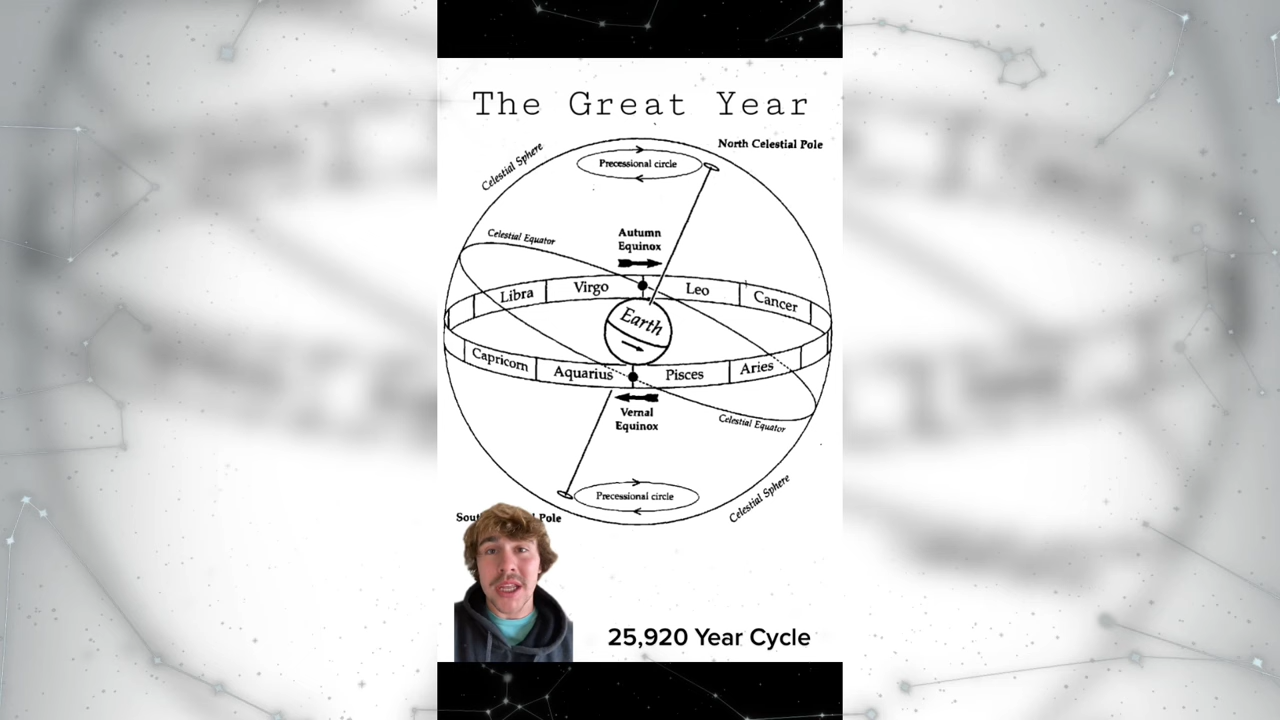 The Great Year
North Celestial Pole
Celestial Sphere
Precessional circle
Autumn
Equinox
Celestial Equator
Libra
Virgo
Leo
Cancer
Earth
Capricorn
Aquarius
Pisces
Aries
Vernal
Equinox
Celestial Equator
Precessional circle
Celestial Sphere
Pole
25,920 Year Cycle